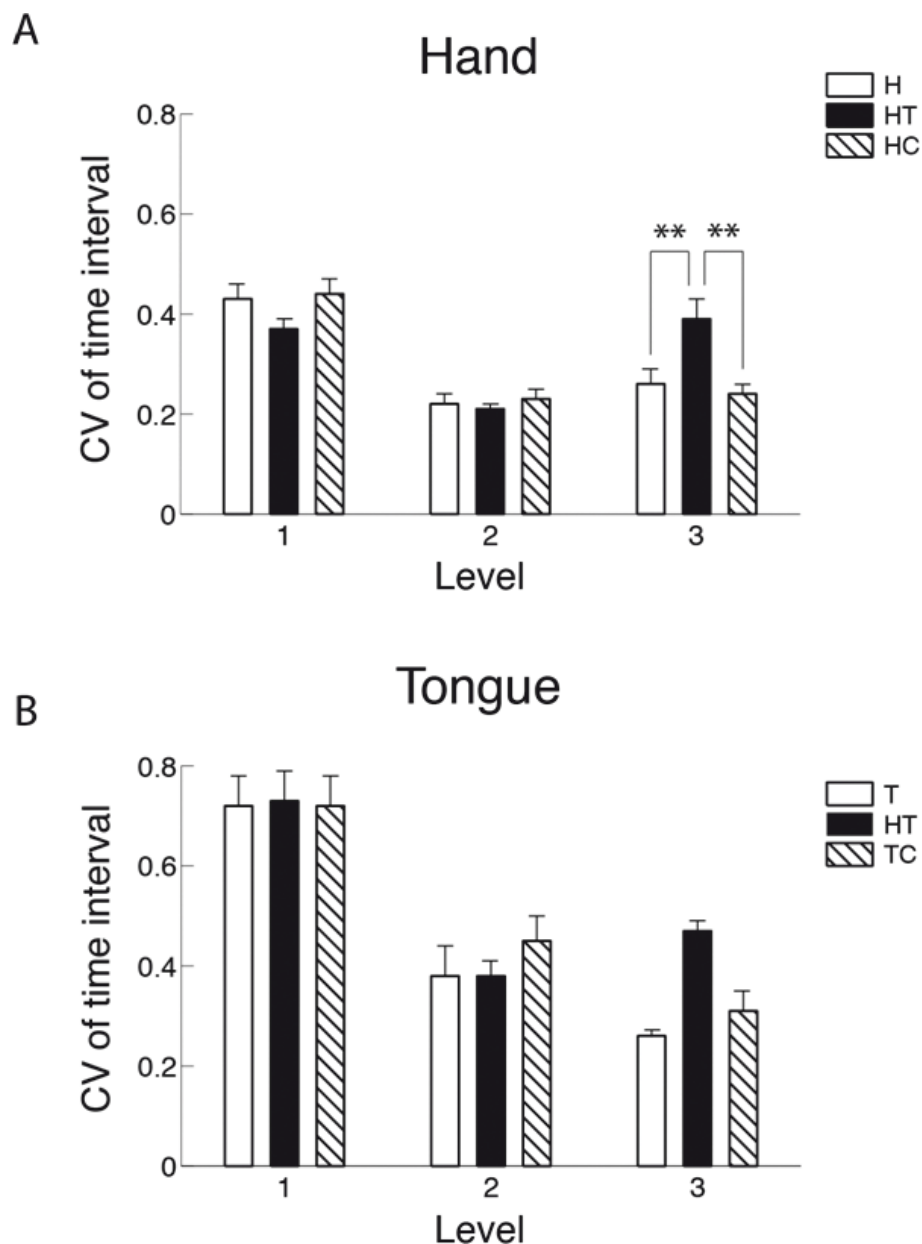 A
Hand
H
HT
HC
CV of time interval
0.8
0.6
0.4
0.2
0
** **
1 2 3
Level
B
Tongue
T
HT
TC
CV of time interval
0.8
0.6
0.4
0.2
0
1 2 3
Level